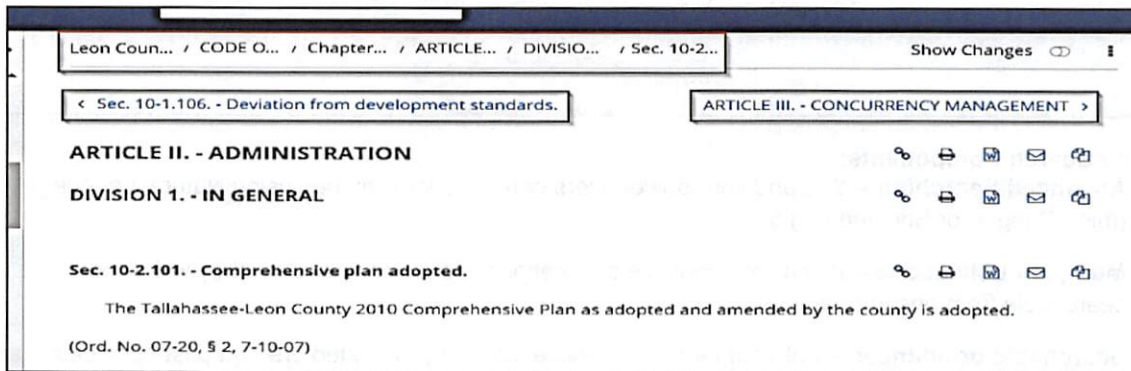 Leon Coun... / CODE O... / Chapter... / ARTICLE... / DIVISIO... / Sec. 10-2... Show Changes
< Sec. 10-1.106. - Deviation from development standards. ARTICLE III. - CONCURRENCY MANAGEMENT >
ARTICLE II. - ADMINISTRATION
DIVISION 1. - IN GENERAL
Sec. 10-2.101. - Comprehensive plan adopted.
The Tallahassee-Leon County 2010 Comprehensive Plan as adopted and amended by the county is adopted.
(Ord. No. 07-20, § 2, 7-10-07)